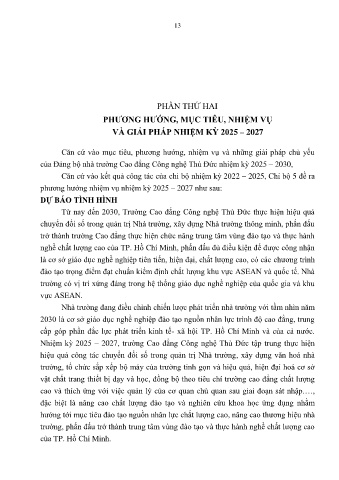 13
PHẦN THỨ HAI
PHƯƠNG HƯỚNG, MỤC TIÊU, NHIỆM VỤ
VÀ GIẢI PHÁP NHIỆM KỲ 2025 – 2027
Căn cứ vào mục tiêu, phương hướng, nhiệm vụ và những giải pháp chủ yếu
của Đảng bộ nhà trường Cao đẳng Công nghệ Thủ Đức nhiệm kỳ 2025 – 2030,
Căn cứ vào kết quả công tác của chi bộ nhiệm kỳ 2022 – 2025, Chi bộ 5 đề ra
phương hướng nhiệm vụ nhiệm kỳ 2025 – 2027 như sau:
DỰ BÁO TÌNH HÌNH
Từ nay đến 2030, Trường Cao đẳng Công nghệ Thủ Đức thực hiện hiệu quả
chuyển đổi số trong quản trị Nhà trường, xây dựng Nhà trường thông minh, phấn đấu
trở thành trường Cao đẳng thực hiện chức năng trung tâm vùng đào tạo và thực hành
nghề chất lượng cao của TP. Hồ Chí Minh, phấn đấu đủ điều kiện để được công nhận
là cơ sở giáo dục nghề nghiệp tiên tiến, hiện đại, chất lượng cao, có các chương trình
đào tạo trọng điểm đạt chuẩn kiểm định chất lượng khu vực ASEAN và quốc tế. Nhà
trường có vị trí xứng đáng trong hệ thống giáo dục nghề nghiệp của quốc gia và khu
vực ASEAN.
Nhà trường đang điều chỉnh chiến lược phát triển nhà trường với tầm nhìn năm
2030 là cơ sở giáo dục nghề nghiệp đào tạo nguồn nhân lực trình độ cao đẳng, trung
cấp góp phần đắc lực phát triển kinh tế- xã hội TP. Hồ Chí Minh và của cả nước.
Nhiệm kỳ 2025 – 2027, trường Cao đẳng Công nghệ Thủ Đức tập trung thực hiện
hiệu quả công tác chuyển đổi số trong quản trị Nhà trường, xây dựng văn hoá nhà
trường, tổ chức sắp xếp bộ máy của trường tinh gọn và hiệu quả, hiện đại hoá cơ sở
vật chất trang thiết bị dạy và học, đồng bộ theo tiêu chí trường cao đẳng chất lượng
cao và thích ứng với việc quản lý của cơ quan chủ quan sau giai đoạn sát nhập….,
đặc biệt là nâng cao chất lượng đào tạo và nghiên cứu khoa học ứng dụng nhằm
hướng tới mục tiêu đào tạo nguồn nhân lực chất lượng cao, nâng cao thương hiệu nhà
trường, phấn đấu trở thành trung tâm vùng đào tạo và thực hành nghề chất lượng cao
của TP. Hồ Chí Minh.